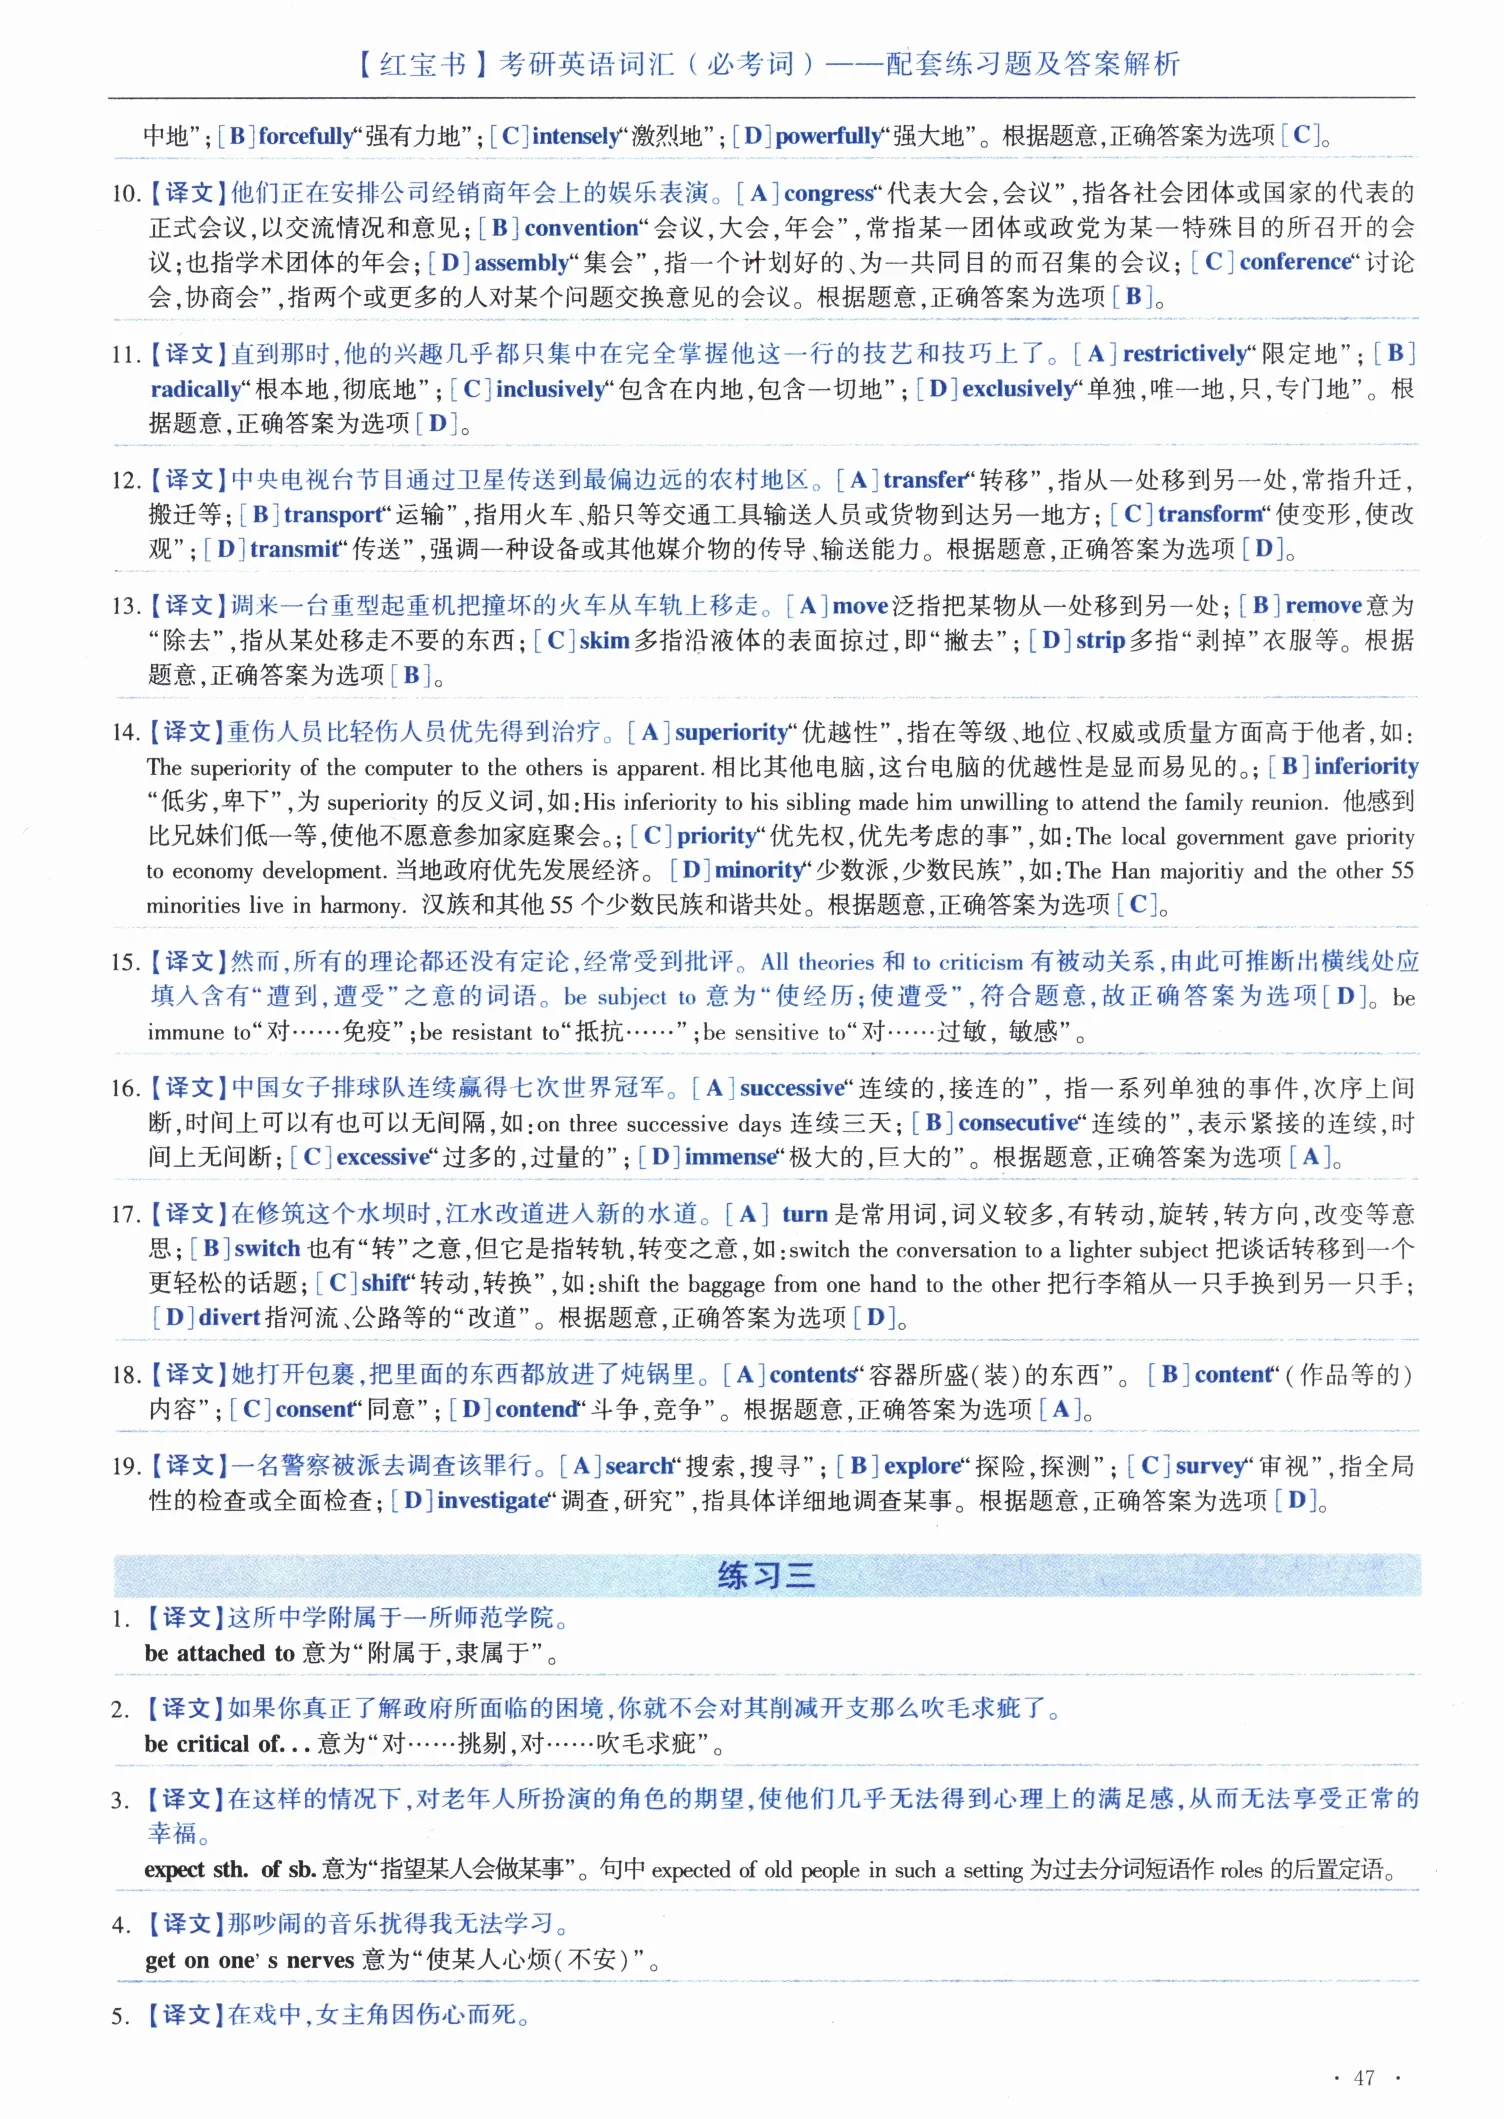 【红宝书】考研英语词汇(必考词)——配套练习题及答案解析
中地”;[B]forcefully“强有力地”;[C]intensely“激烈地”;[D]powerfully“强大地”。根据题意,正确答案为选项[C]。
10.【译文】他们正在安排公司经销商年会上的娱乐表演。[A]congress“代表大会,会议”,指各社会团体或国家的代表的
正式会议,以交流情况和意见;[B]convention“会议,大会,年会”,常指某一团体或政党为某一特殊目的所召开的会
议;也指学术团体的年会;[D]assembly“集会”,指一个计划好的、为一共同目的而召集的会议;[C]conference“讨论
会,协商会”,指两个或更多的人对某个问题交换意见的会议。根据题意,正确答案为选项[B]。
11.【译文】直到那时,他的兴趣几乎都只集中在完全掌握他这一行的技艺和技巧上了。[A]restrictively“限定地”;[B]
radically“根本地,彻底地”;[C]inclusively“包含在内地,包含一切地”;[D]exclusively“单独,唯一地,只,专门地”。根
据题意,正确答案为选项[D]。
12.【译文】中央电视台节目通过卫星传送到最偏边远的农村地区。[A]transfer“转移”,指从一处移到另一处,常指升迁,
搬迁等;[B]transport“运输”,指用火车、船只等交通工具输送人员或货物到达另一地方;[C]transform“使变形,使改
观”;[D]transmit“传送”,强调一种设备或其他媒介物的传导、输送能力。根据题意,正确答案为选项[D]。
13.【译文】调来一台重型起重机把撞坏的火车从车轨上移走。[A]move泛指把某物从一处移到另一处;[B]remove意为
“除去”,指从某处移走不要的东西;[C]skim多指沿液体的表面掠过,即“撇去”;[D]strip多指“剥掉”衣服等。根据
题意,正确答案为选项[B]。
14.【译文】重伤人员比轻伤人员优先得到治疗。[A]superiority“优越性”,指在等级、地位、权威或质量方面高于他者,如:
The superiority of the computer to the others is apparent.相比其他电脑,这台电脑的优越性是显而易见的。;[B]inferiority
“低劣,卑下”,为 superiority 的反义词,如:His inferiority to his sibling made him unwilling to attend the family reunion. 他感到
比兄妹们低一等,使他不愿意参加家庭聚会。;[C]priority“优先权,优先考虑的事”,如:The local government gave priority
to economy development.当地政府优先发展经济。[D]minority“少数派,少数民族”,如:The Han majoritiy and the other 55
minorities live in harmony. 汉族和其他55个少数民族和谐共处。根据题意,正确答案为选项[C]。
15.【译文】然而,所有的理论都还没有定论,经常受到批评。All theories 和 to criticism 有被动关系,由此可推断出横线处应
填入含有“遭到,遭受”之意的词语。be subject to 意为“使经历;使遭受”,符合题意,故正确答案为选项[D]。be
immune to“对……免疫”;be resistant to“抵抗……”;be sensitive to“对……过敏, 敏感”。
16.【译文】中国女子排球队连续赢得七次世界冠军。[A]successive“连续的,接连的”, 指一系列单独的事件,次序上间
断,时间上可以有也可以无间隔,如:on three successive days 连续三天;[B]consecutive“连续的”,表示紧接的连续,时
间上无间断;[C]excessive“过多的,过量的”;[D]immense“极大的,巨大的”。根据题意,正确答案为选项[A]。
17.【译文】在修筑这个水坝时,江水改道进入新的水道。[A] turn 是常用词,词义较多,有转动,旋转,转方向,改变等意
思;[B]switch 也有“转”之意,但它是指转轨,转变之意,如:switch the conversation to a lighter subject 把谈话转移到一个
更轻松的话题;[C]shift“转动,转换”,如:shift the baggage from one hand to the other把行李箱从一只手换到另一只手;
[D]divert指河流、公路等的“改道”。根据题意,正确答案为选项[D]。
18.【译文】她打开包裹,把里面的东西都放进了炖锅里。[A]contents“容器所盛(装)的东西”。[B]content“(作品等的)
内容”;[C]consent“同意”;[D]contend“斗争,竞争”。根据题意,正确答案为选项[A]。
19.【译文】一名警察被派去调查该罪行。[A]search“搜索,搜寻”;[B]explore“探险,探测”;[C]survey“审视”,指全局
性的检查或全面检查;[D]investigate“调查,研究”,指具体详细地调查某事。根据题意,正确答案为选项[D]。
练习三
1.【译文】这所中学附属于一所师范学院。
be attached to 意为“附属于,隶属于”。
2.【译文】如果你真正了解政府所面临的困境,你就不会对其削减开支那么吹毛求疵了。
be critical of... 意为“对……挑剔,对……吹毛求疵”。
3.【译文】在这样的情况下,对老年人所扮演的角色的期望,使他们几乎无法得到心理上的满足感,从而无法享受正常的
幸福。
expect sth. of sb. 意为“指望某人会做某事”。句中 expected of old people in such a setting 为过去分词短语作 roles 的后置定语。
4.【译文】那吵闹的音乐扰得我无法学习。
get on one's nerves 意为“使某人心烦(不安)”。
5.【译文】在戏中,女主角因伤心而死。
· 47 ·